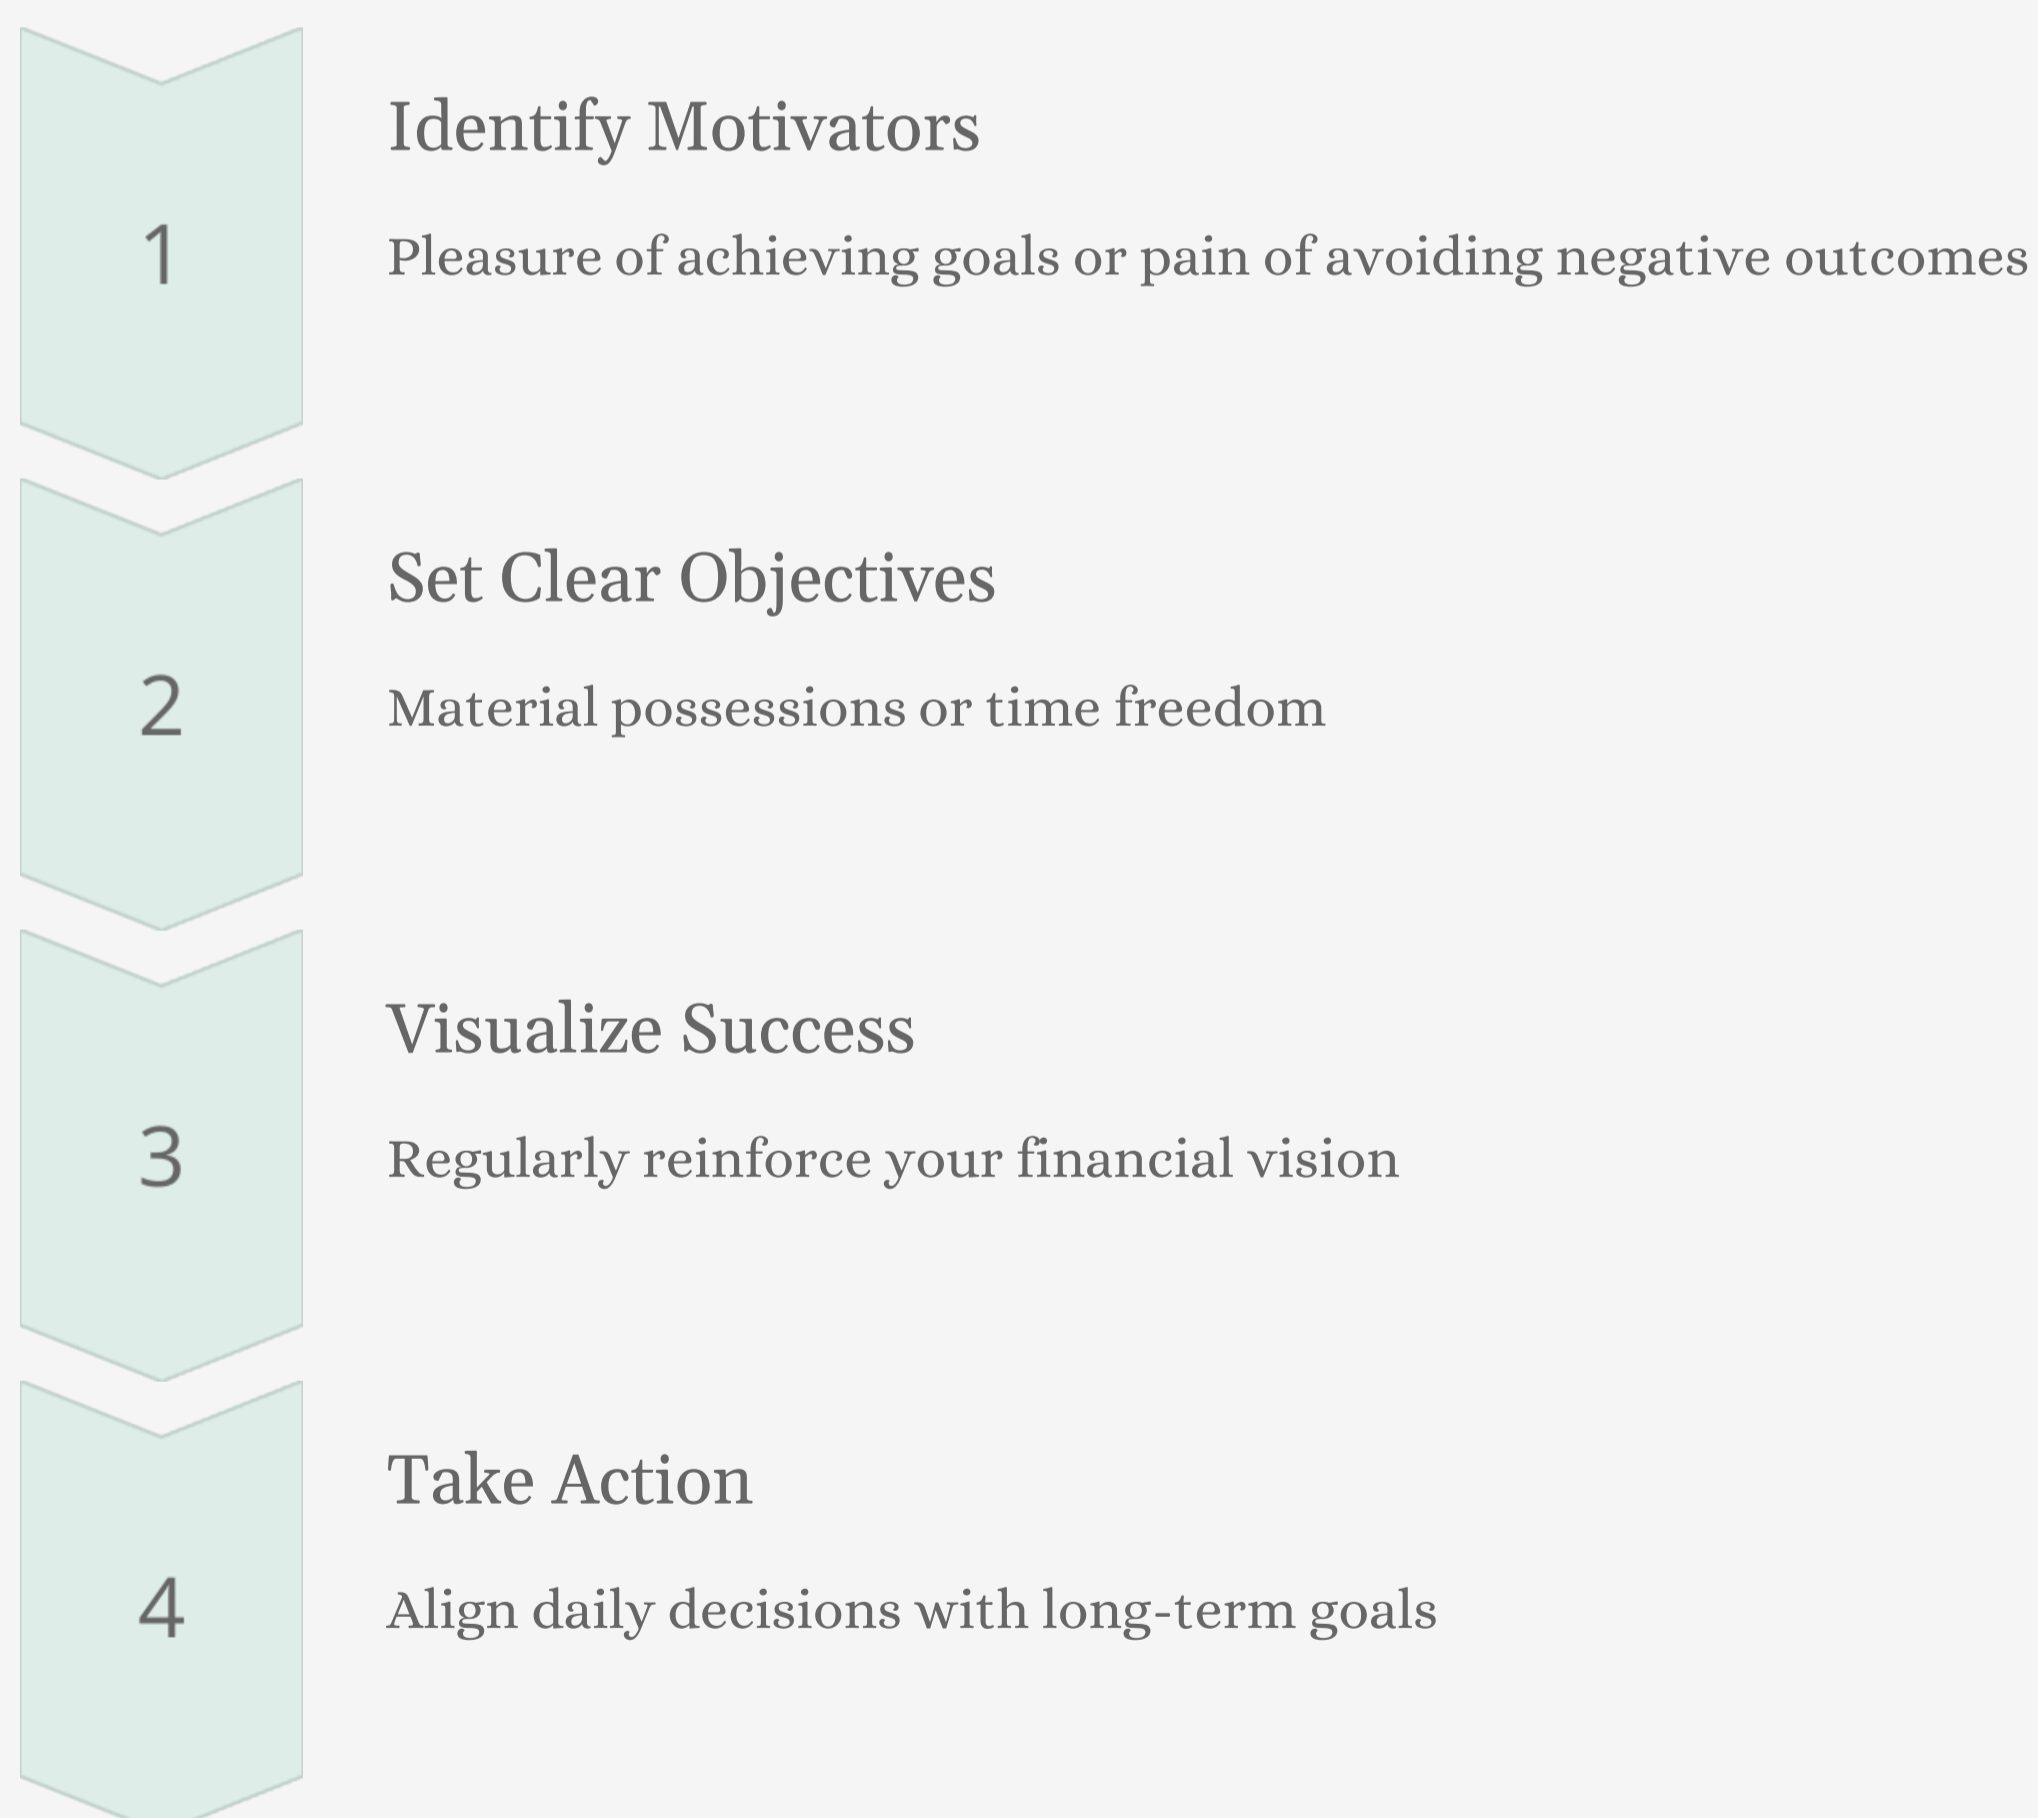 Identify Motivators
1
Pleasure of achieving goals or pain of avoiding negative outcomes
Set Clear Objectives
2
Material possessions or time freedom
Visualize Success
3
Regularly reinforce your financial vision
Take Action
4
Align daily decisions with long-term goals